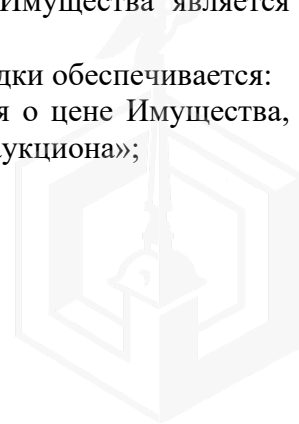 Имущества является
дки обеспечивается:
я о цене Имущества,
укциона»;